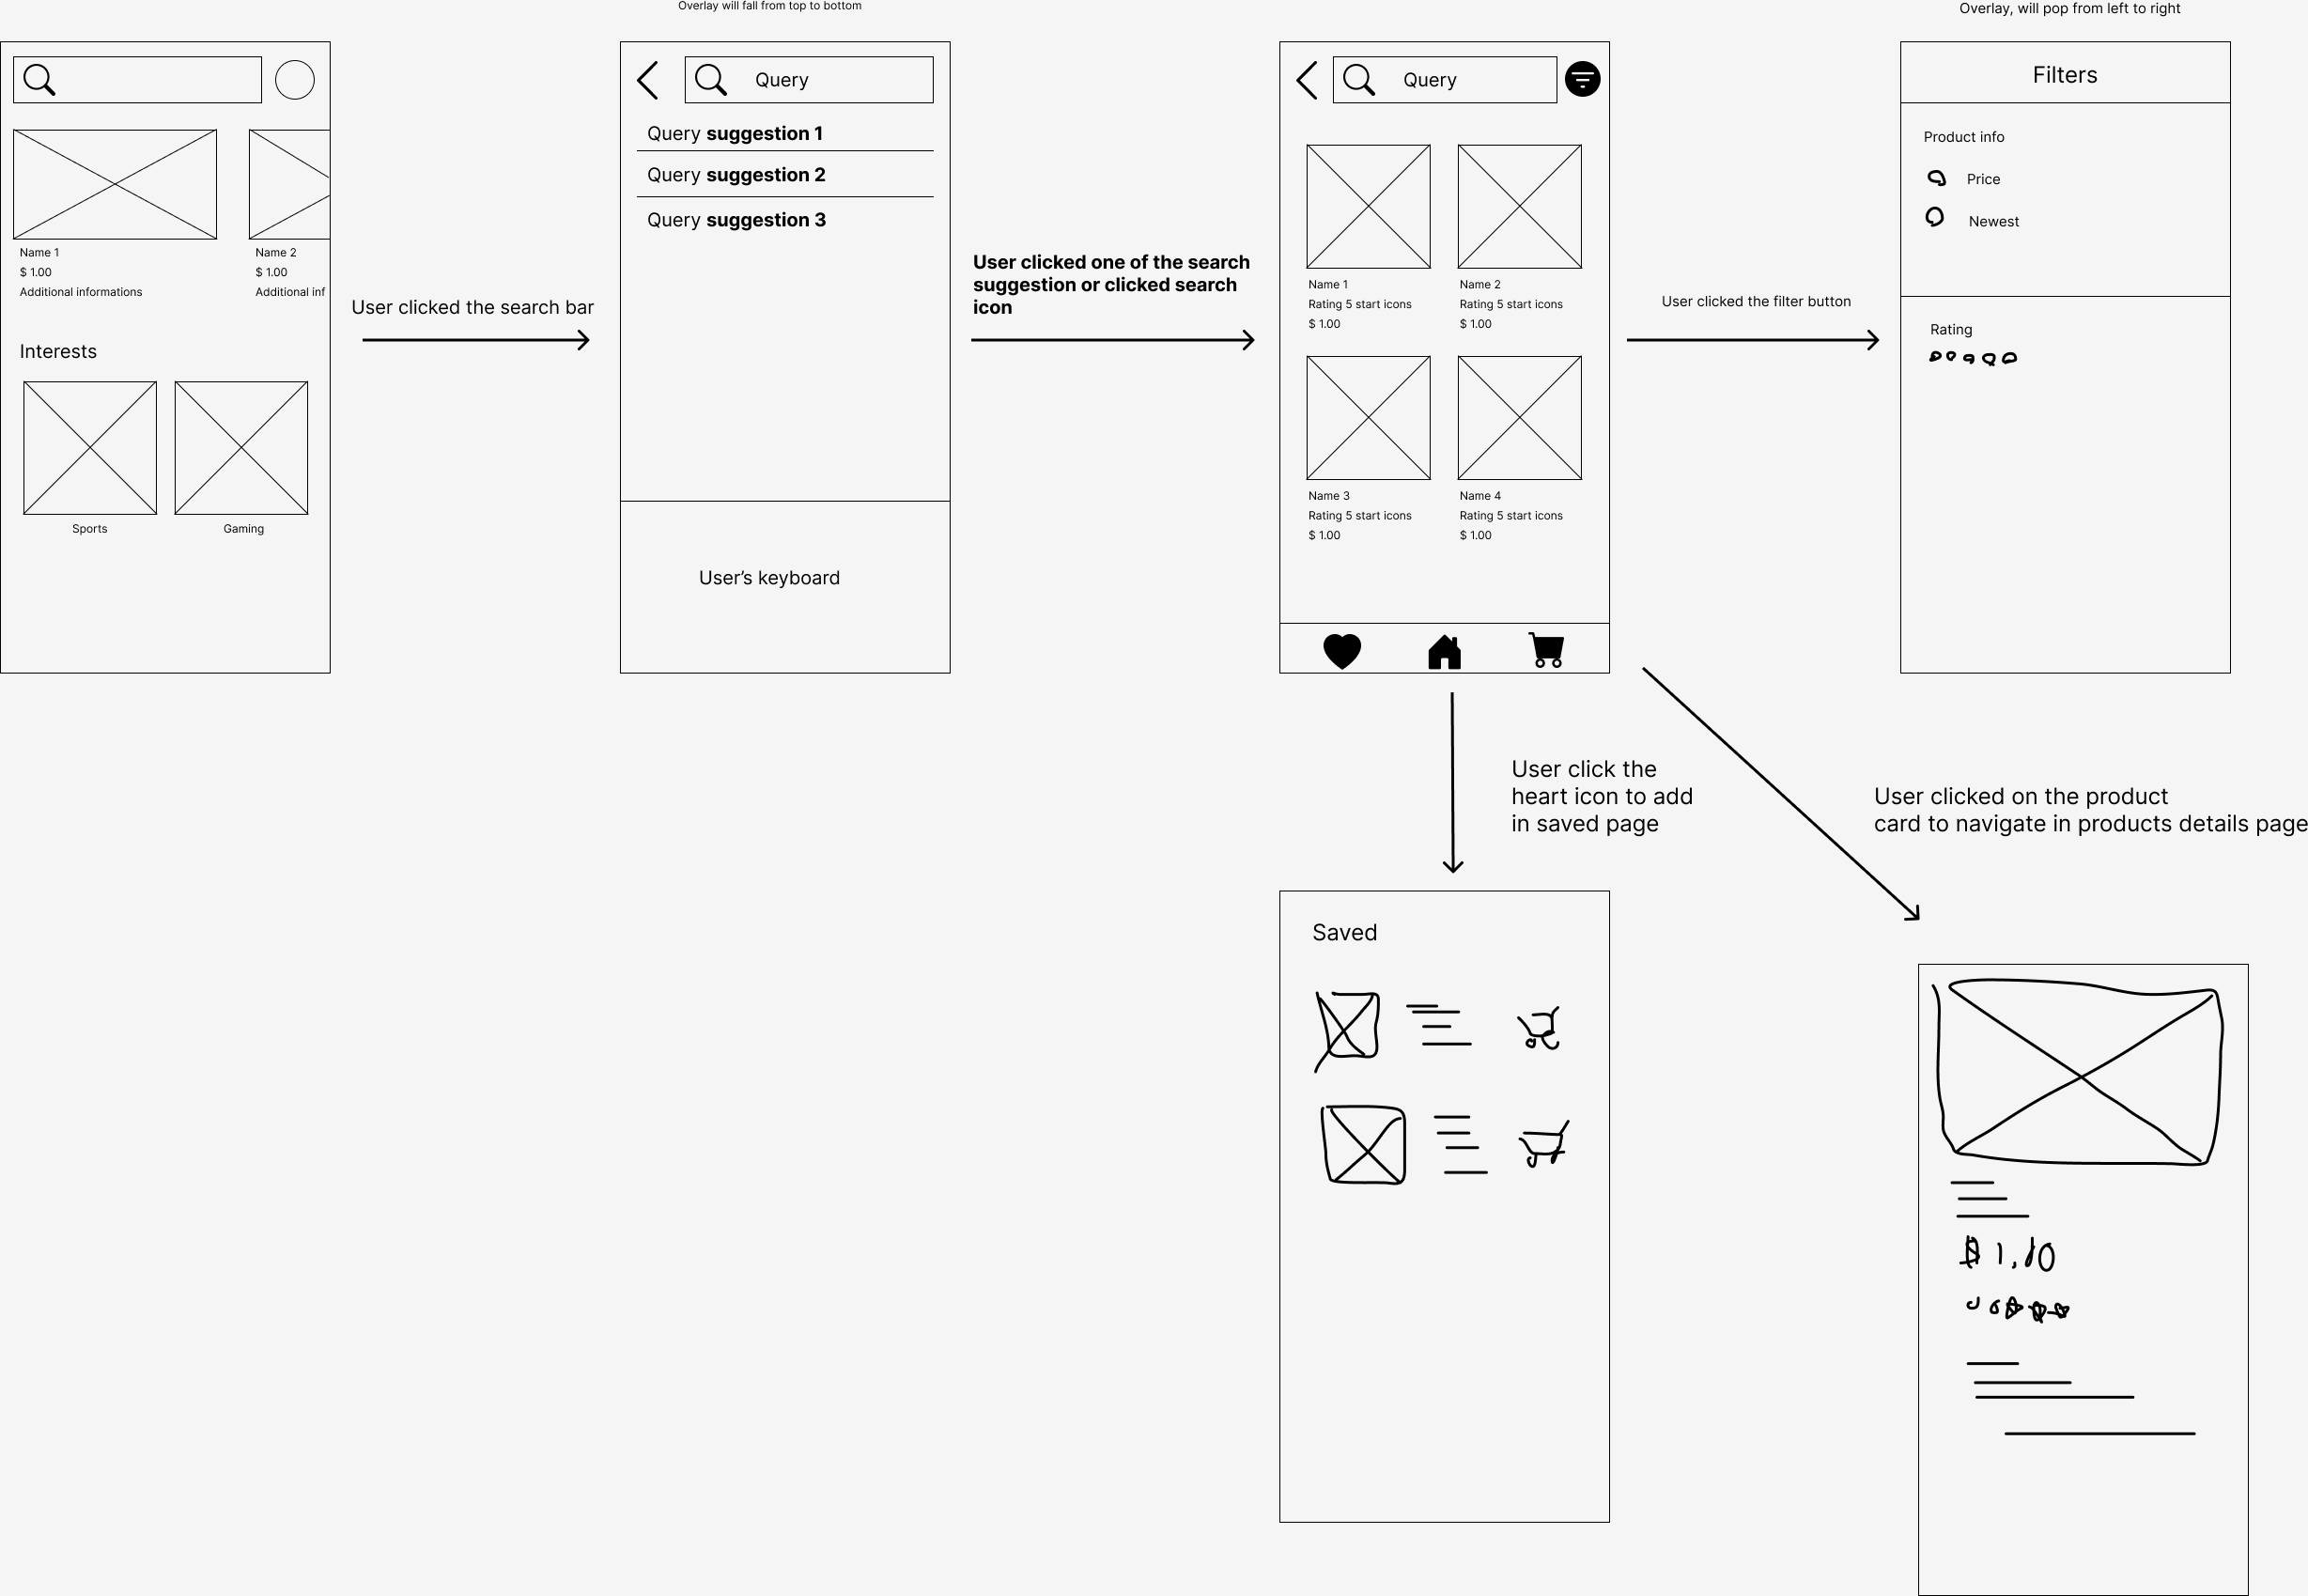 Overlay will fall from top to bottom
Overlay, will pop from left to right
Name 1
$ 1.00
Additional informations
Name 2
$ 1.00
Additional inf
Interests
Sports
Gaming
User clicked the search bar
Query
Query suggestion 1
Query suggestion 2
Query suggestion 3
User’s keyboard
User clicked one of the search
suggestion or clicked search
icon
Query
Name 1
Rating 5 start icons
$ 1.00
Name 2
Rating 5 start icons
$ 1.00
Name 3
Rating 5 start icons
$ 1.00
Name 4
Rating 5 start icons
$ 1.00
User clicked the filter button
Filters
Product info
Price
Newest
Rating
User click the
heart icon to add
in saved page
User clicked on the product
card to navigate in products details page
Saved